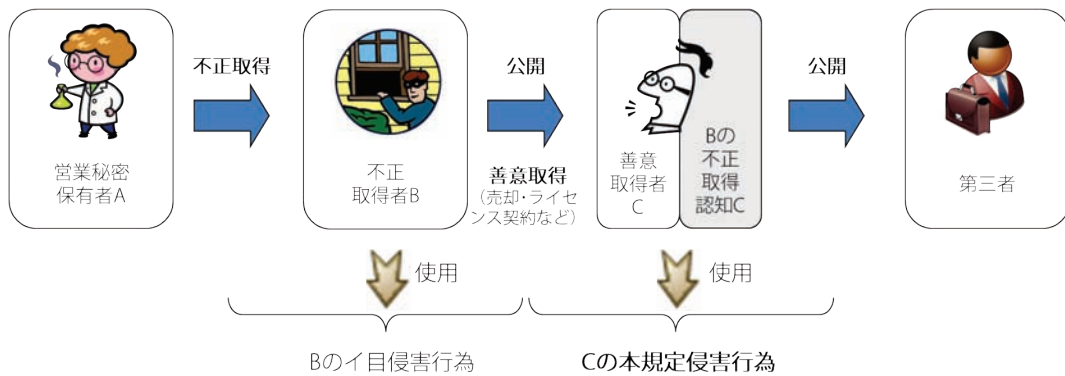 不正取得
公開
公開
営業秘密
保有者A
不正
取得者B
善意取得
(売却・ライセ
ンス契約など)
善意
取得者
C
Bの
不正
取得
認知C
第三者
使用
使用
Bのイ目侵害行為
Cの本規定侵害行為